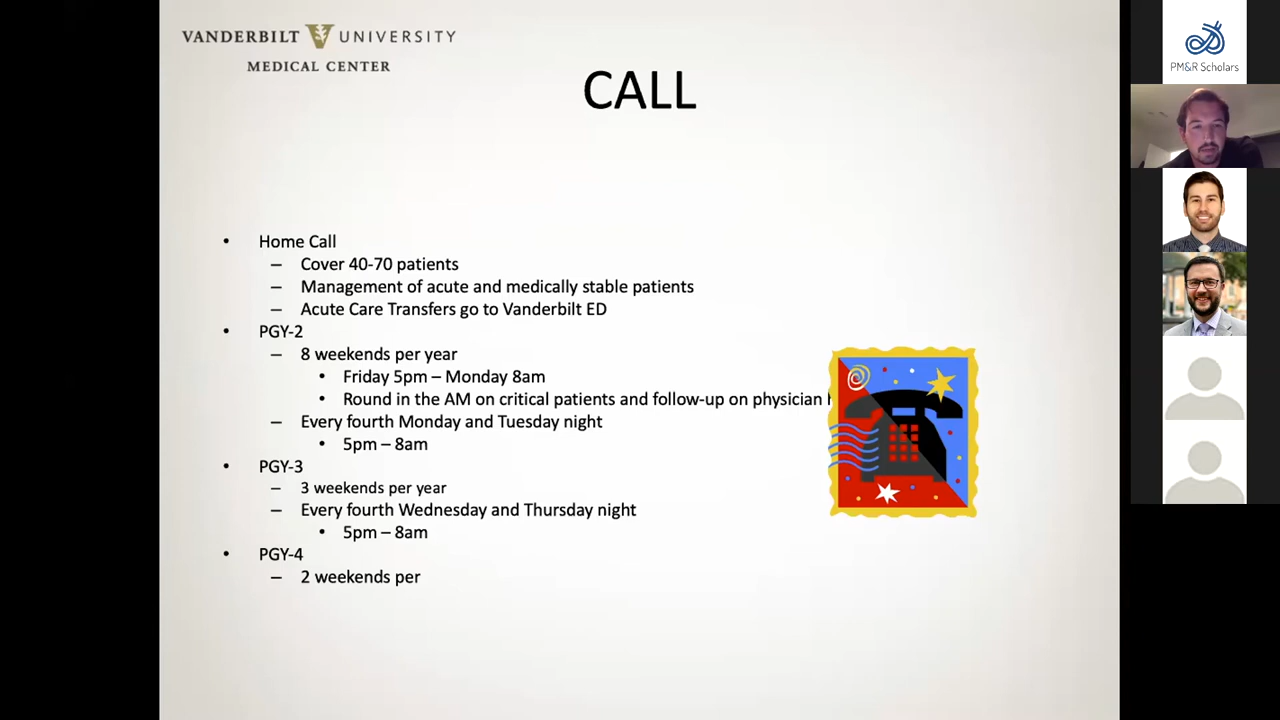 VANDERBILT UNIVERSITY
MEDICAL CENTER
CALL
PM&R Scholars
• Home Call
– Cover 40-70 patients
– Management of acute and medically stable patients
– Acute Care Transfers go to Vanderbilt ED
• PGY-2
– 8 weekends per year
• Friday 5pm – Monday 8am
• Round in the AM on critical patients and follow-up on physician
– Every fourth Monday and Tuesday night
• 5pm – 8am
• PGY-3
– 3 weekends per year
– Every fourth Wednesday and Thursday night
• 5pm – 8am
• PGY-4
– 2 weekends per